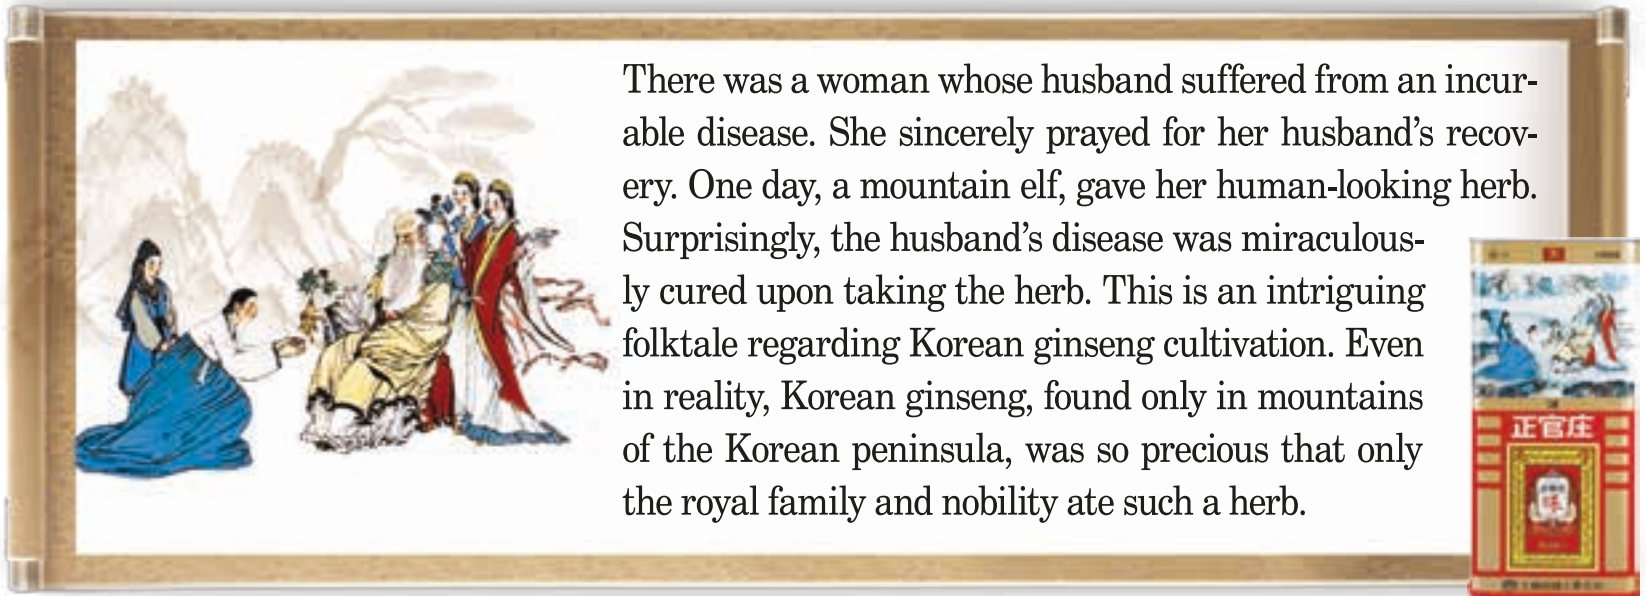 There was a woman whose husband suffered from an incur-
able disease. She sincerely prayed for her husband’s recov-
ery. One day, a mountain elf, gave her human-looking herb.
Surprisingly, the husband’s disease was miraculous-
ly cured upon taking the herb. This is an intriguing
folktale regarding Korean ginseng cultivation. Even
in reality, Korean ginseng, found only in mountains
of the Korean peninsula, was so precious that only
the royal family and nobility ate such a herb.
正官庄